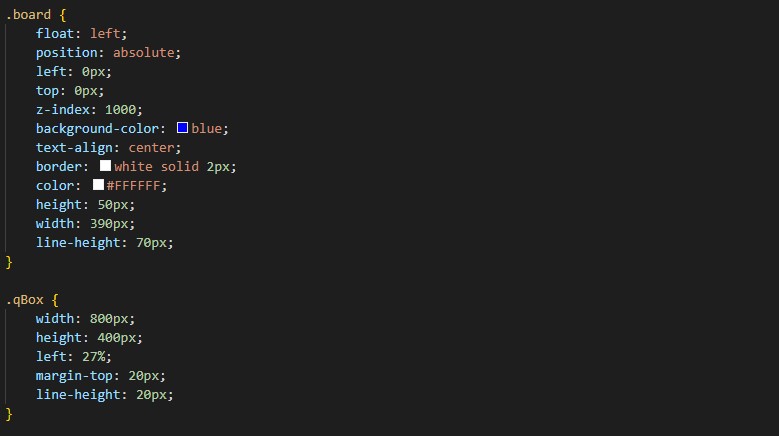 .board {
    float: left;
    position: absolute;
    left: 0px;
    top: 0px;
    z-index: 1000;
    background-color: blue;
    text-align: center;
    border: white solid 2px;
    color: #FFFFFF;
    height: 50px;
    width: 390px;
    line-height: 70px;
}

.qBox {
    width: 800px;
    height: 400px;
    left: 27%;
    margin-top: 20px;
    line-height: 20px;
}